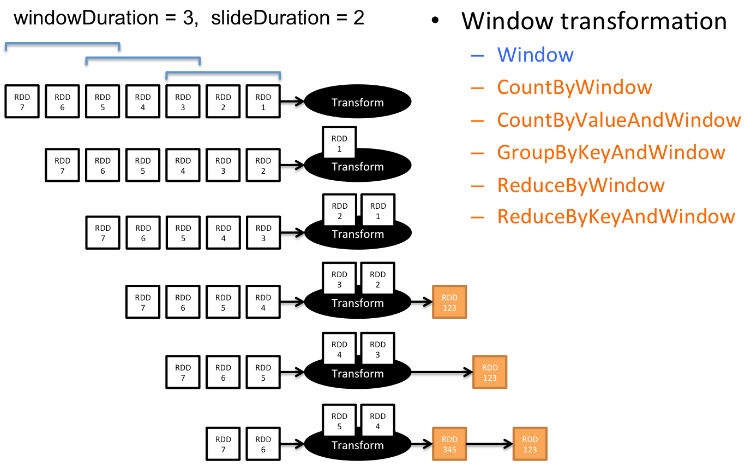 windowDuration = 3, slideDuration = 2
• Window transformation
– Window
– CountByWindow
– CountByValueAndWindow
– GroupByKeyAndWindow
– ReduceByWindow
– ReduceByKeyAndWindow
RDD 7 RDD 6 RDD 5 RDD 4 RDD 3 RDD 2 RDD 1 Transform
RDD 1
RDD 7 RDD 6 RDD 5 RDD 4 RDD 3 RDD 2 Transform
RDD 2 RDD 1
RDD 7 RDD 6 RDD 5 RDD 4 RDD 3 Transform
RDD 3 RDD 2
RDD 7 RDD 6 RDD 5 RDD 4 Transform RDD 123
RDD 4 RDD 3
RDD 7 RDD 6 RDD 5 Transform RDD 123
RDD 5 RDD 4
RDD 7 RDD 6 Transform RDD 345 RDD 123